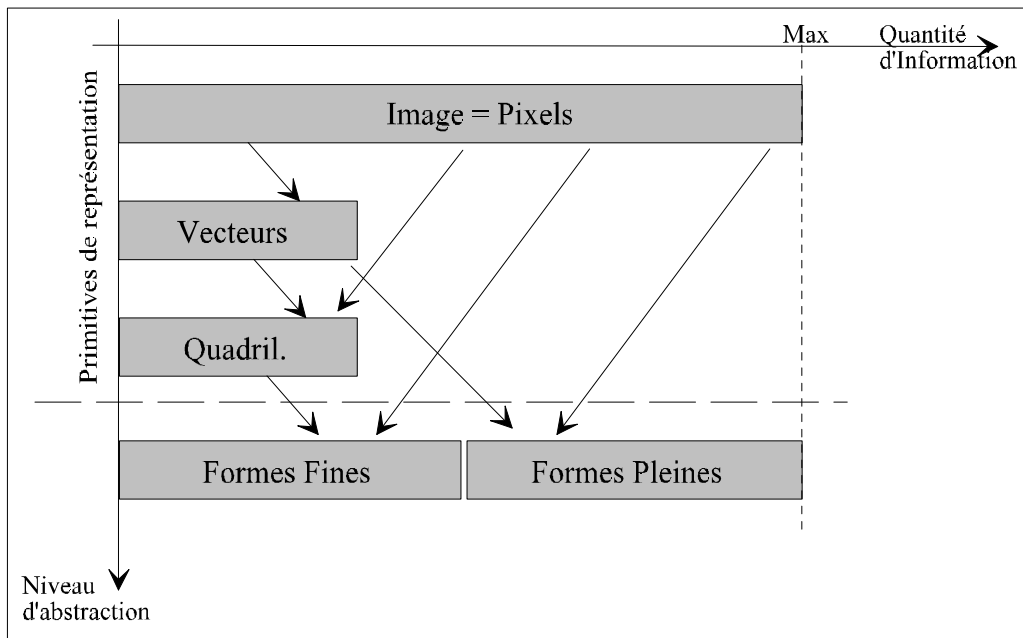 Max
Quantité
d'Information
Primitives de représentation
Image = Pixels
Vecteurs
Quadril.
Formes Fines
Formes Pleines
Niveau
d'abstraction